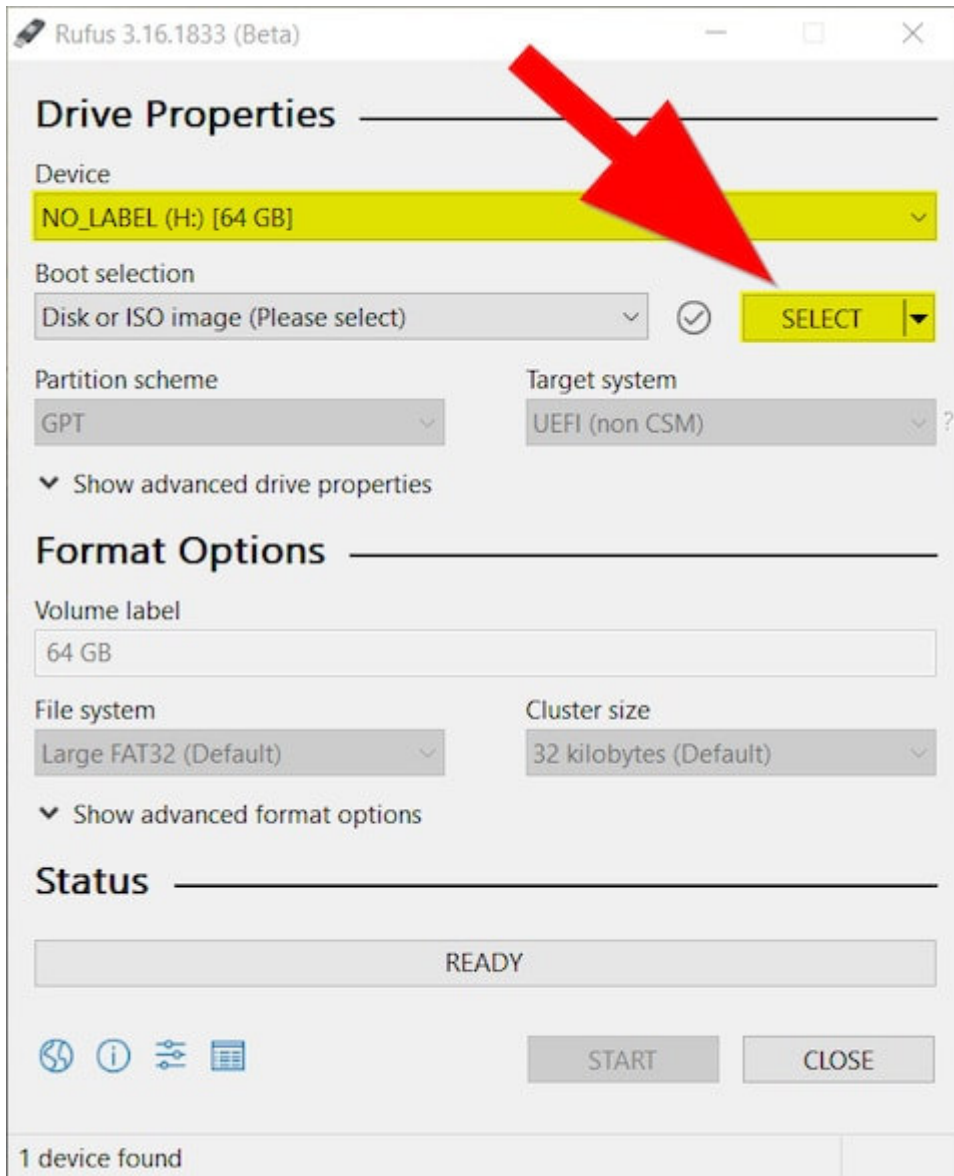 Rufus 3.16.1833 (Beta)
Drive Properties
Device
NO_LABEL (H:) [64 GB]
Boot selection
Disk or ISO image (Please select)
SELECT
Partition scheme
Target system
GPT
UEFI (non CSM)
?
Show advanced drive properties
Format Options
Volume label
64 GB
File system
Cluster size
Large FAT32 (Default)
32 kilobytes (Default)
Show advanced format options
Status
READY
START
CLOSE
1 device found